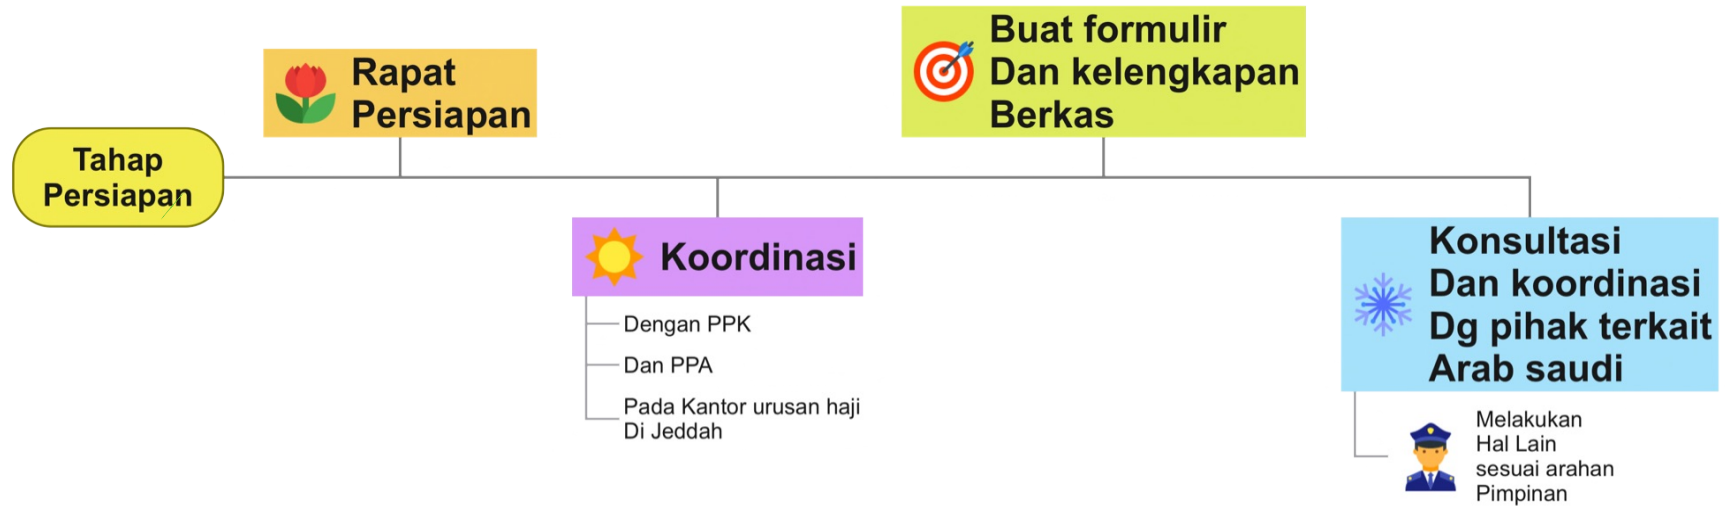 Tahap
Persiapan
Rapat
Persiapan
Koordinasi
Dengan PPK
Dan PPA
Pada Kantor urusan haji
Di Jeddah
Buat formulir
Dan kelengkapan
Berkas
Konsultasi
Dan koordinasi
Dg pihak terkait
Arab saudi
Melakukan
Hal Lain
sesuai arahan
Pimpinan